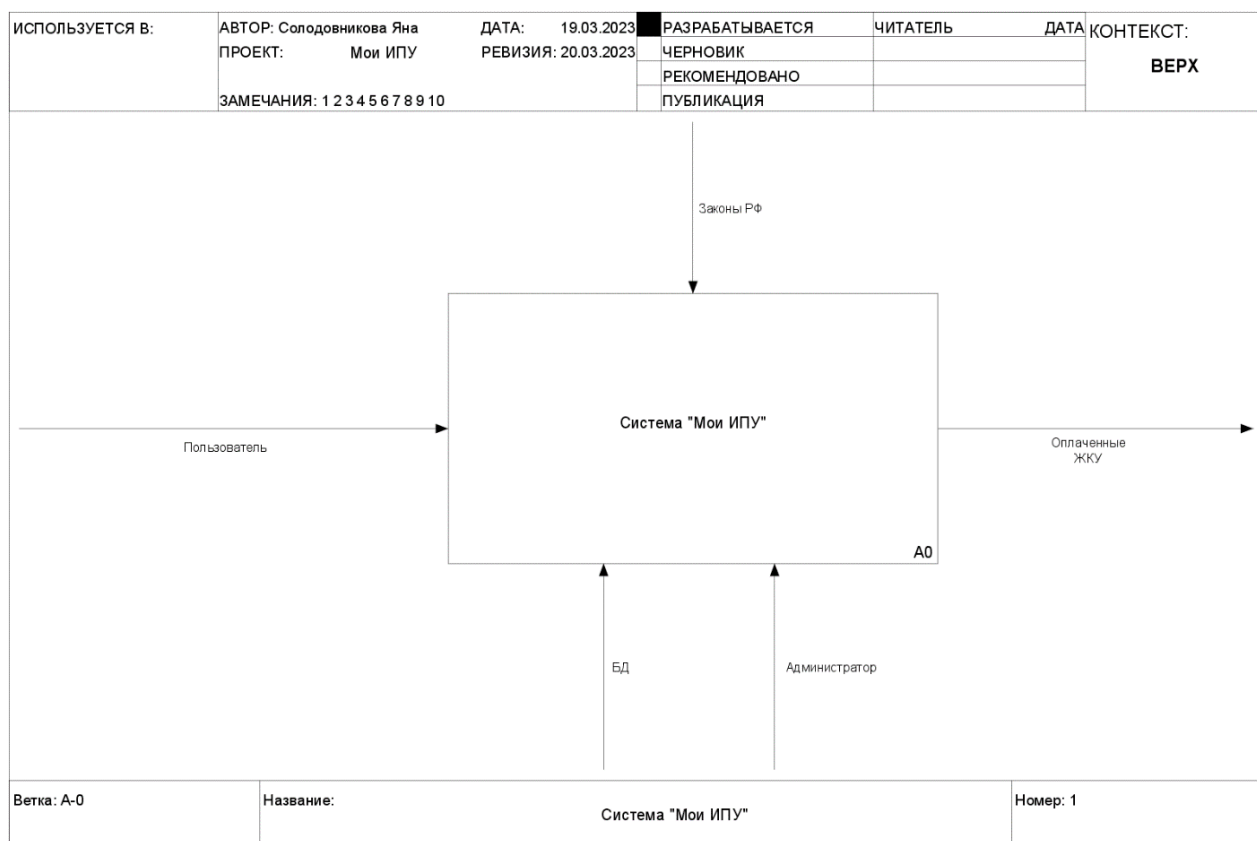 ИСПОЛЬЗУЕТСЯ В:
АВТОР: Солодовникова Яна
ДАТА: 19.03.2023
ПРОЕКТ: Мои ИПУ
РЕВИЗИЯ: 20.03.2023
ЗАМЕЧАНИЯ: 1 2 3 4 5 6 7 8 9 10
РАЗРАБАТЫВАЕТСЯ
ЧЕРНОВИК
РЕКОМЕНДОВАНО
ПУБЛИКАЦИЯ
ЧИТАТЕЛЬ
ДАТА
КОНТЕКСТ:
ВЕРХ
Законы РФ
Система "Мои ИПУ"
Пользователь
Оплаченные
ЖКУ
A0
БД
Администратор
Ветка: A-0
Название:
Система "Мои ИПУ"
Номер: 1